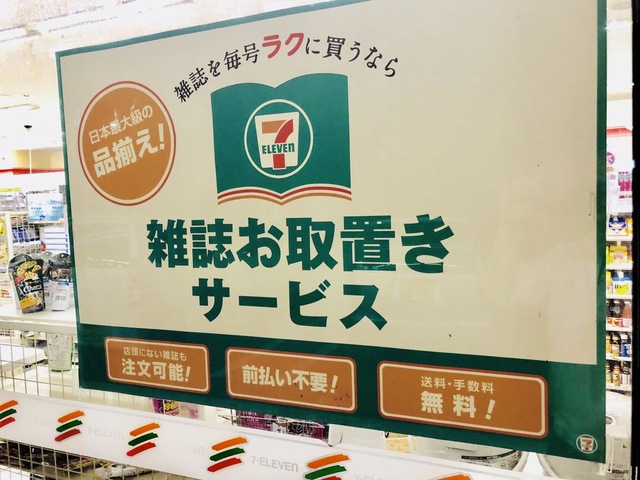 雑誌を毎号ラクに買うなら
日本最大級の
品揃え!
7
ELEVEN
雑誌お取置き
サービス
店頭にない雑誌も
注文可能!
前払い不要!
送料・手数料
無料!
7-ELEVEN
7-ELEVEN